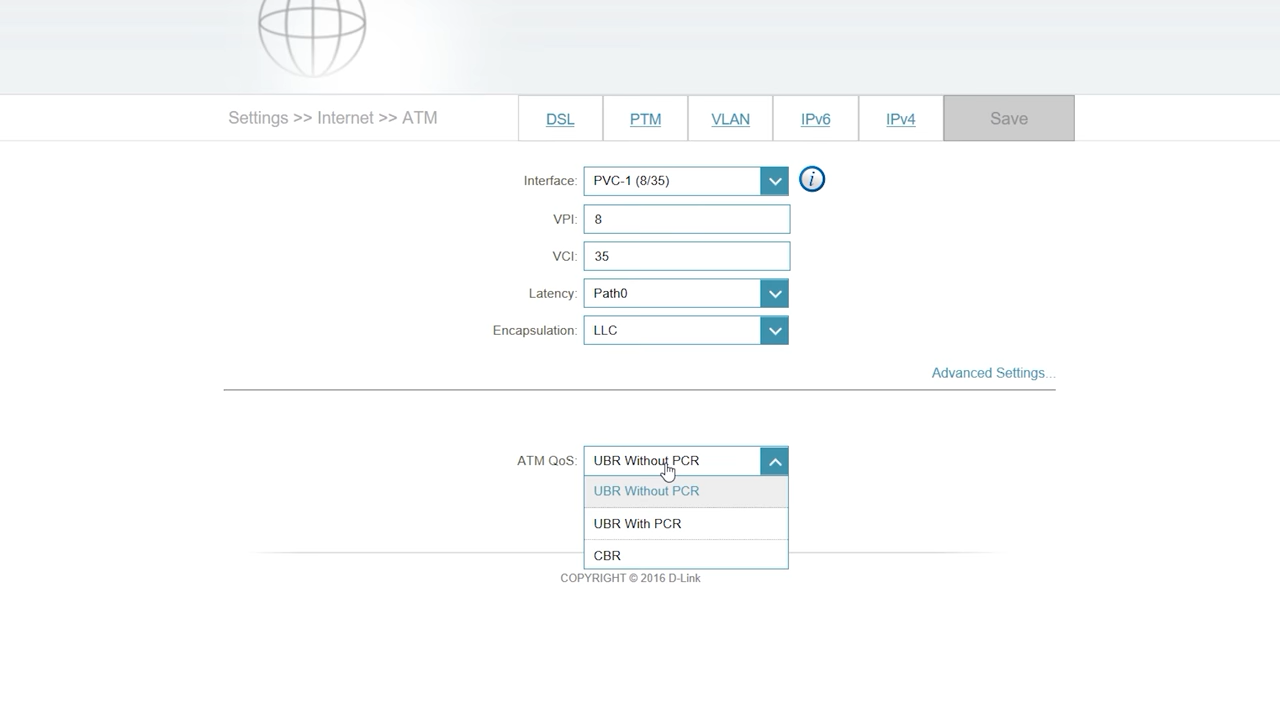 Settings >> Internet >> ATM
DSL
PTM
VLAN
IPv6
IPv4
Save
Interface: PVC-1 (8/35)
VPI: 8
VCI: 35
Latency: Path0
Encapsulation: LLC
Advanced Settings...
ATM QoS: UBR Without PCR
UBR Without PCR
UBR With PCR
CBR
COPYRIGHT © 2016 D-Link